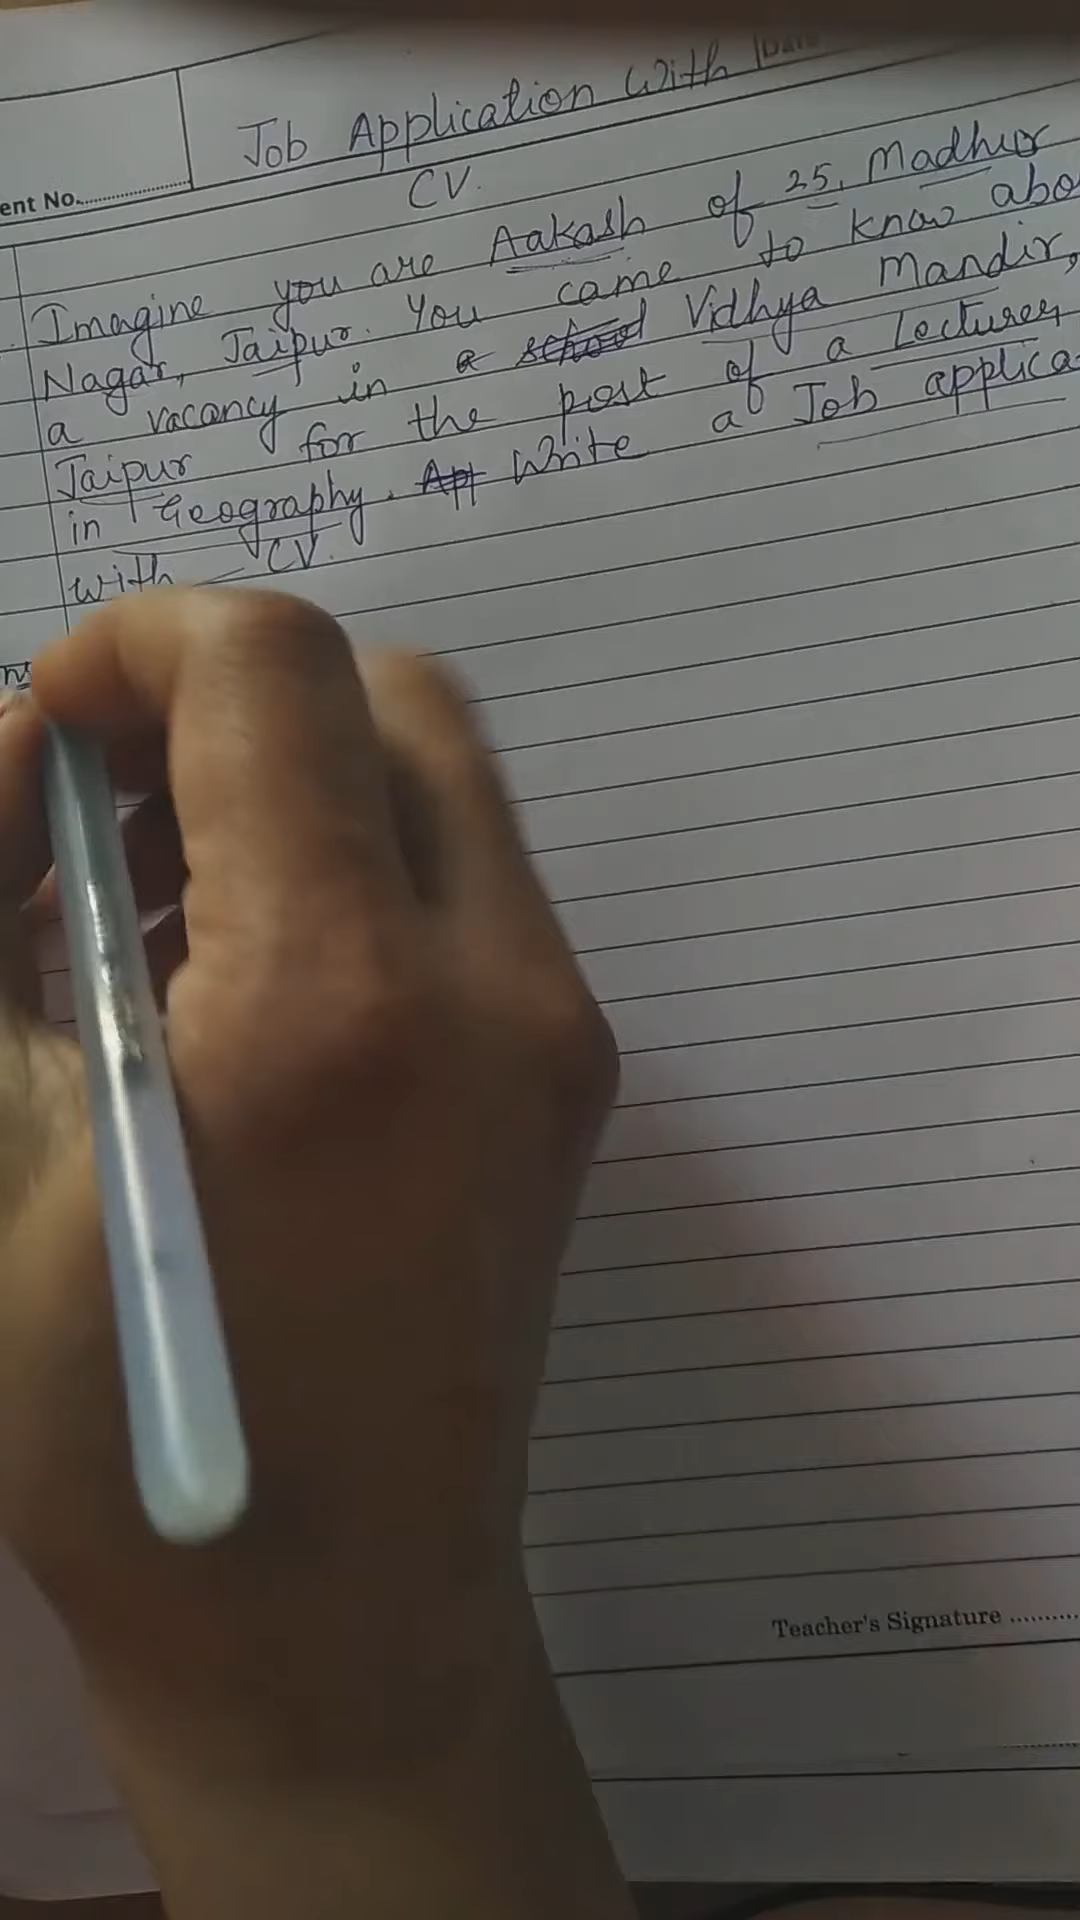 Date
Job Application With
CV.
ent No.
Imagine you are Aakash of 25, Madhur
Nagar, Jaipur. You came to know abo
a vacancy in a school Vidhya Mandir,
Jaipur for the post of a Lecturer
in Geography. App Write a Job applica
with CV.
Ans
Teacher's Signature